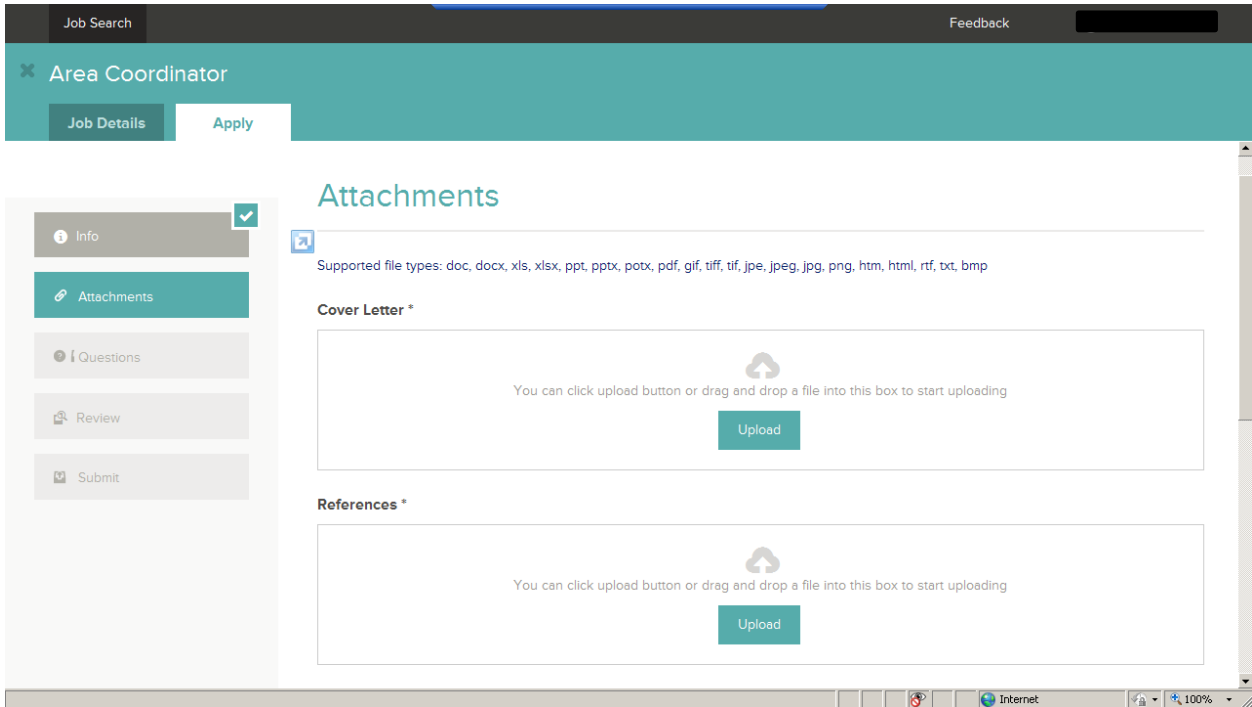 Job Search
Feedback
Area Coordinator
Job Details
Apply
Attachments
Info
Supported file types: doc, docx, xls, xlsx, ppt, pptx, potx, pdf, gif, tiff, tif, jpe, jpeg, jpg, png, htm, html, rtf, txt, bmp
Attachments
Cover Letter *
Questions
You can click upload button or drag and drop a file into this box to start uploading
Review
Upload
Submit
References *
You can click upload button or drag and drop a file into this box to start uploading
Upload
Internet
100%